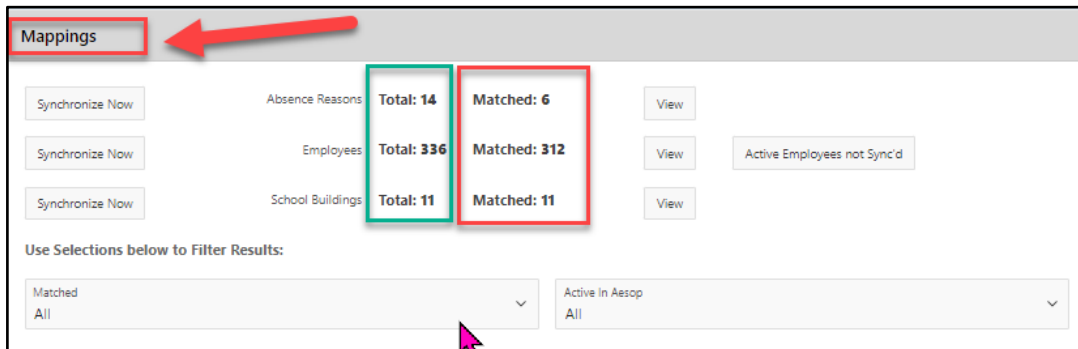 Mappings
Synchronize Now Absence Reasons Total: 14 Matched: 6 View
Synchronize Now Employees Total: 336 Matched: 312 View Active Employees not Sync'd
Synchronize Now School Buildings Total: 11 Matched: 11 View
Use Selections below to Filter Results:
Matched Active In Aesop
All All